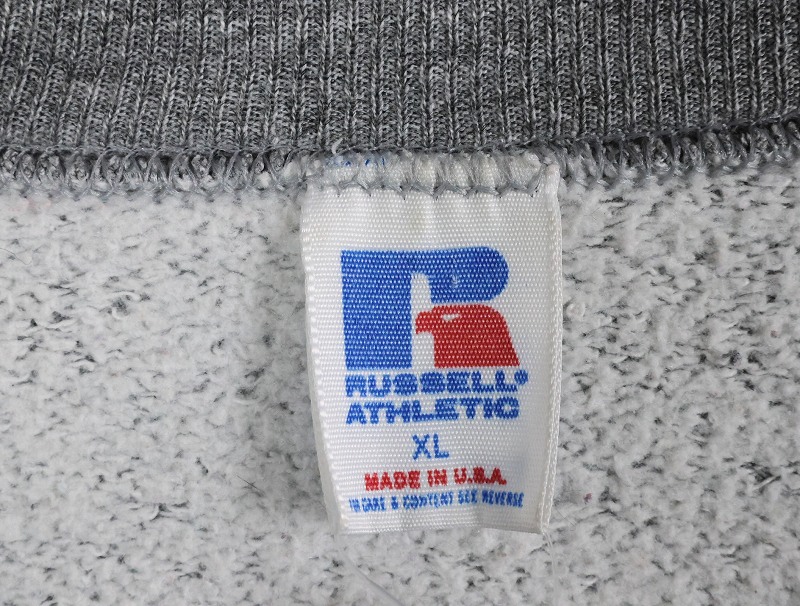 RUSSELL®
ATHLETIC
XL
MADE IN U.S.A.
CARE & CONTENT SEE REVERSE